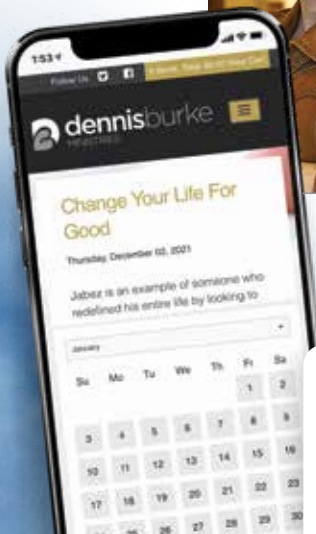 1:53
Follow Us
dennisburke
MINISTRIES
Change Your Life For
Good
Thursday, December 02, 2021
Jabez is an example of someone who
redefined his entire life by looking to
January
Su Mo Tu We Th Fr Sa
1 2
3 4 5 6 7 8 9
10 11 12 13 14 15 16
17 18 19 20 21 22 23
25 26 27 28 29 30